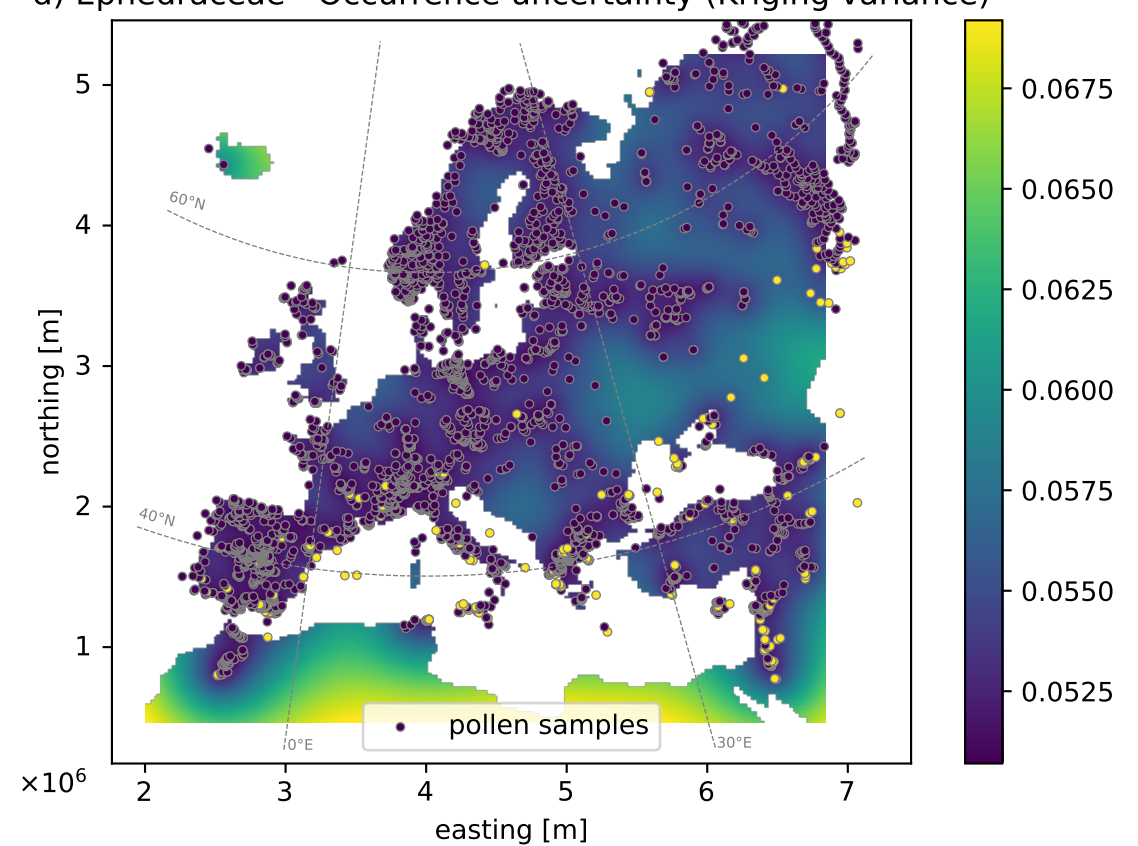 d) Ephedraceae - Occurrence uncertainty (Kriging variance)
5
4
3
2
1
northing [m]
×10⁶
2 3 4 5 6 7
easting [m]
60°N
40°N
0°E
30°E
pollen samples
0.0675
0.0650
0.0625
0.0600
0.0575
0.0550
0.0525